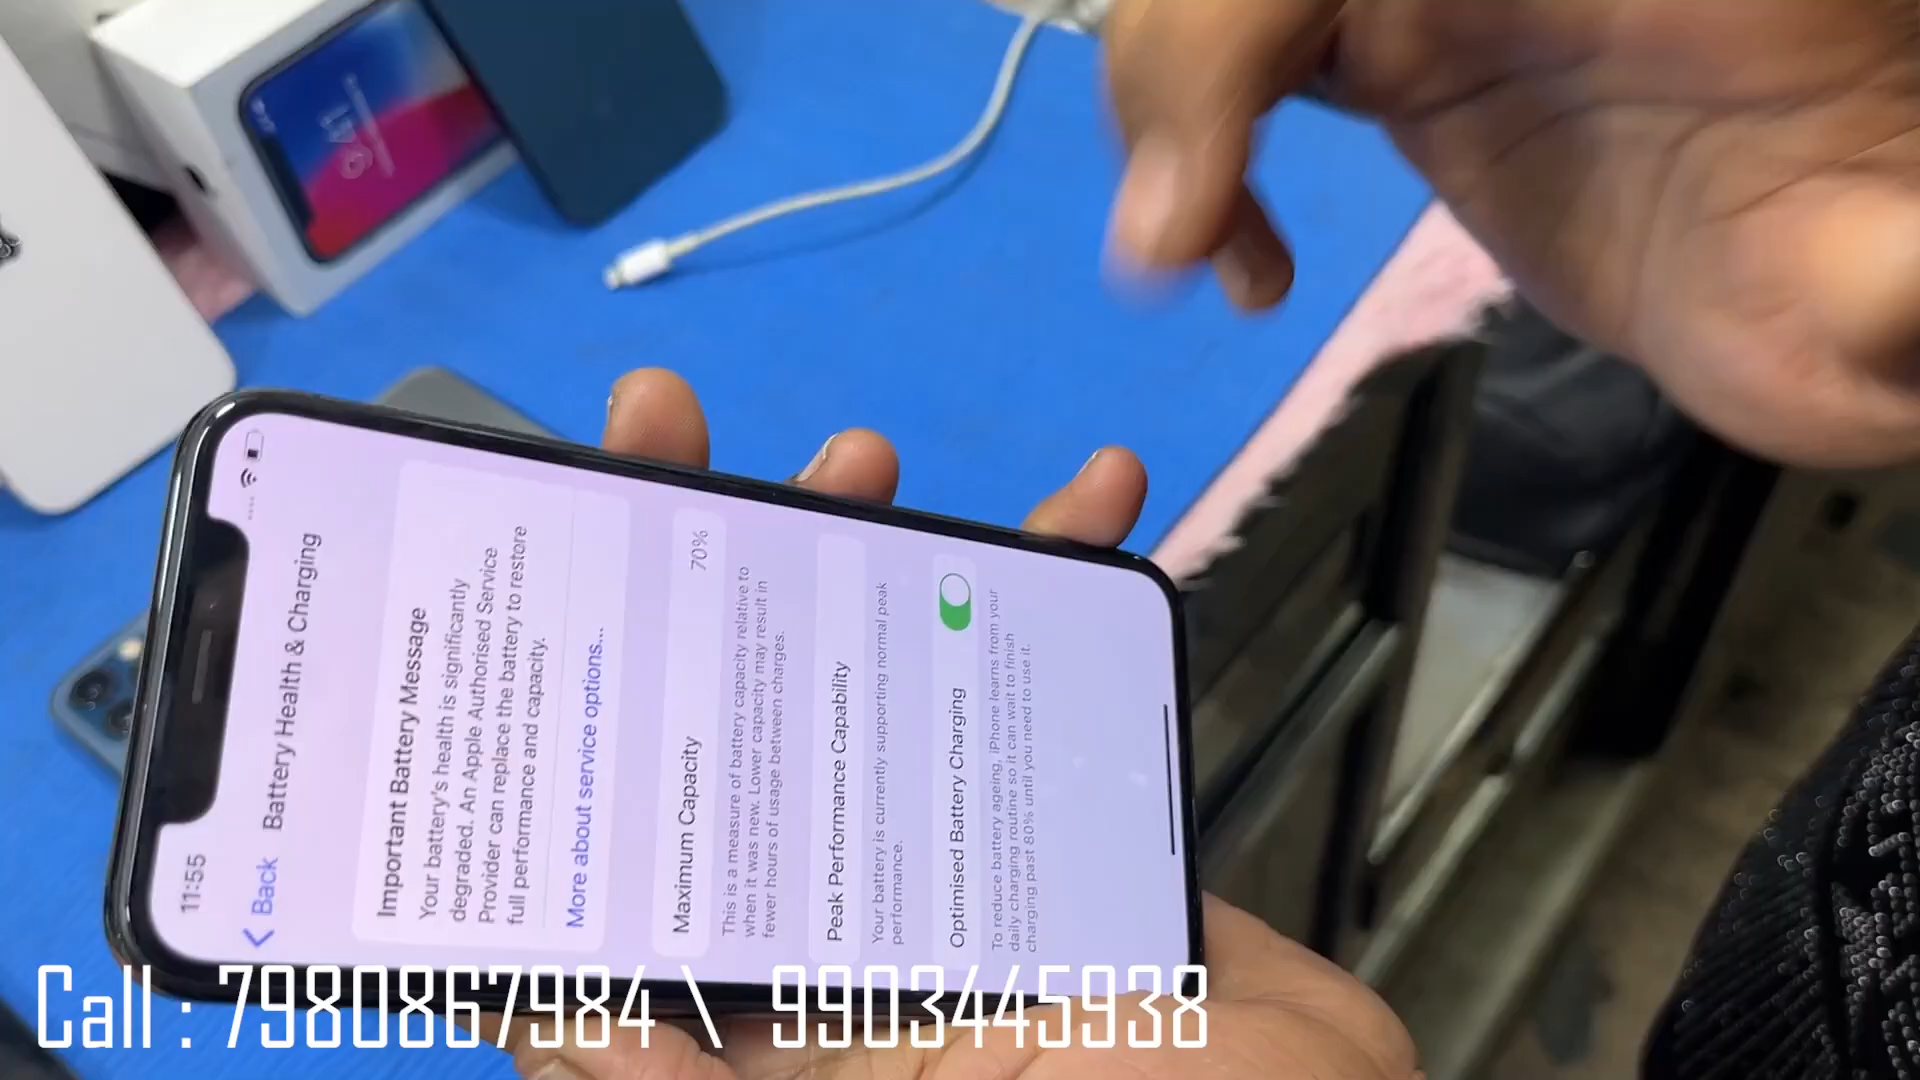 11:55
Back Battery Health & Charging
Important Battery Message
Your battery's health is significantly
degraded. An Apple Authorised Service
Provider can replace the battery to restore
full performance and capacity.
More about service options...
Maximum Capacity 70%
This is a measure of battery capacity relative to
when it was new. Lower capacity may result in
fewer hours of usage between charges.
Peak Performance Capability
Your battery is currently supporting normal peak
performance.
Optimised Battery Charging
To reduce battery ageing, iPhone learns from your
daily charging routine so it can wait to finish
charging past 80% until you need to use it.
Call : 7980867984 \ 9903445938